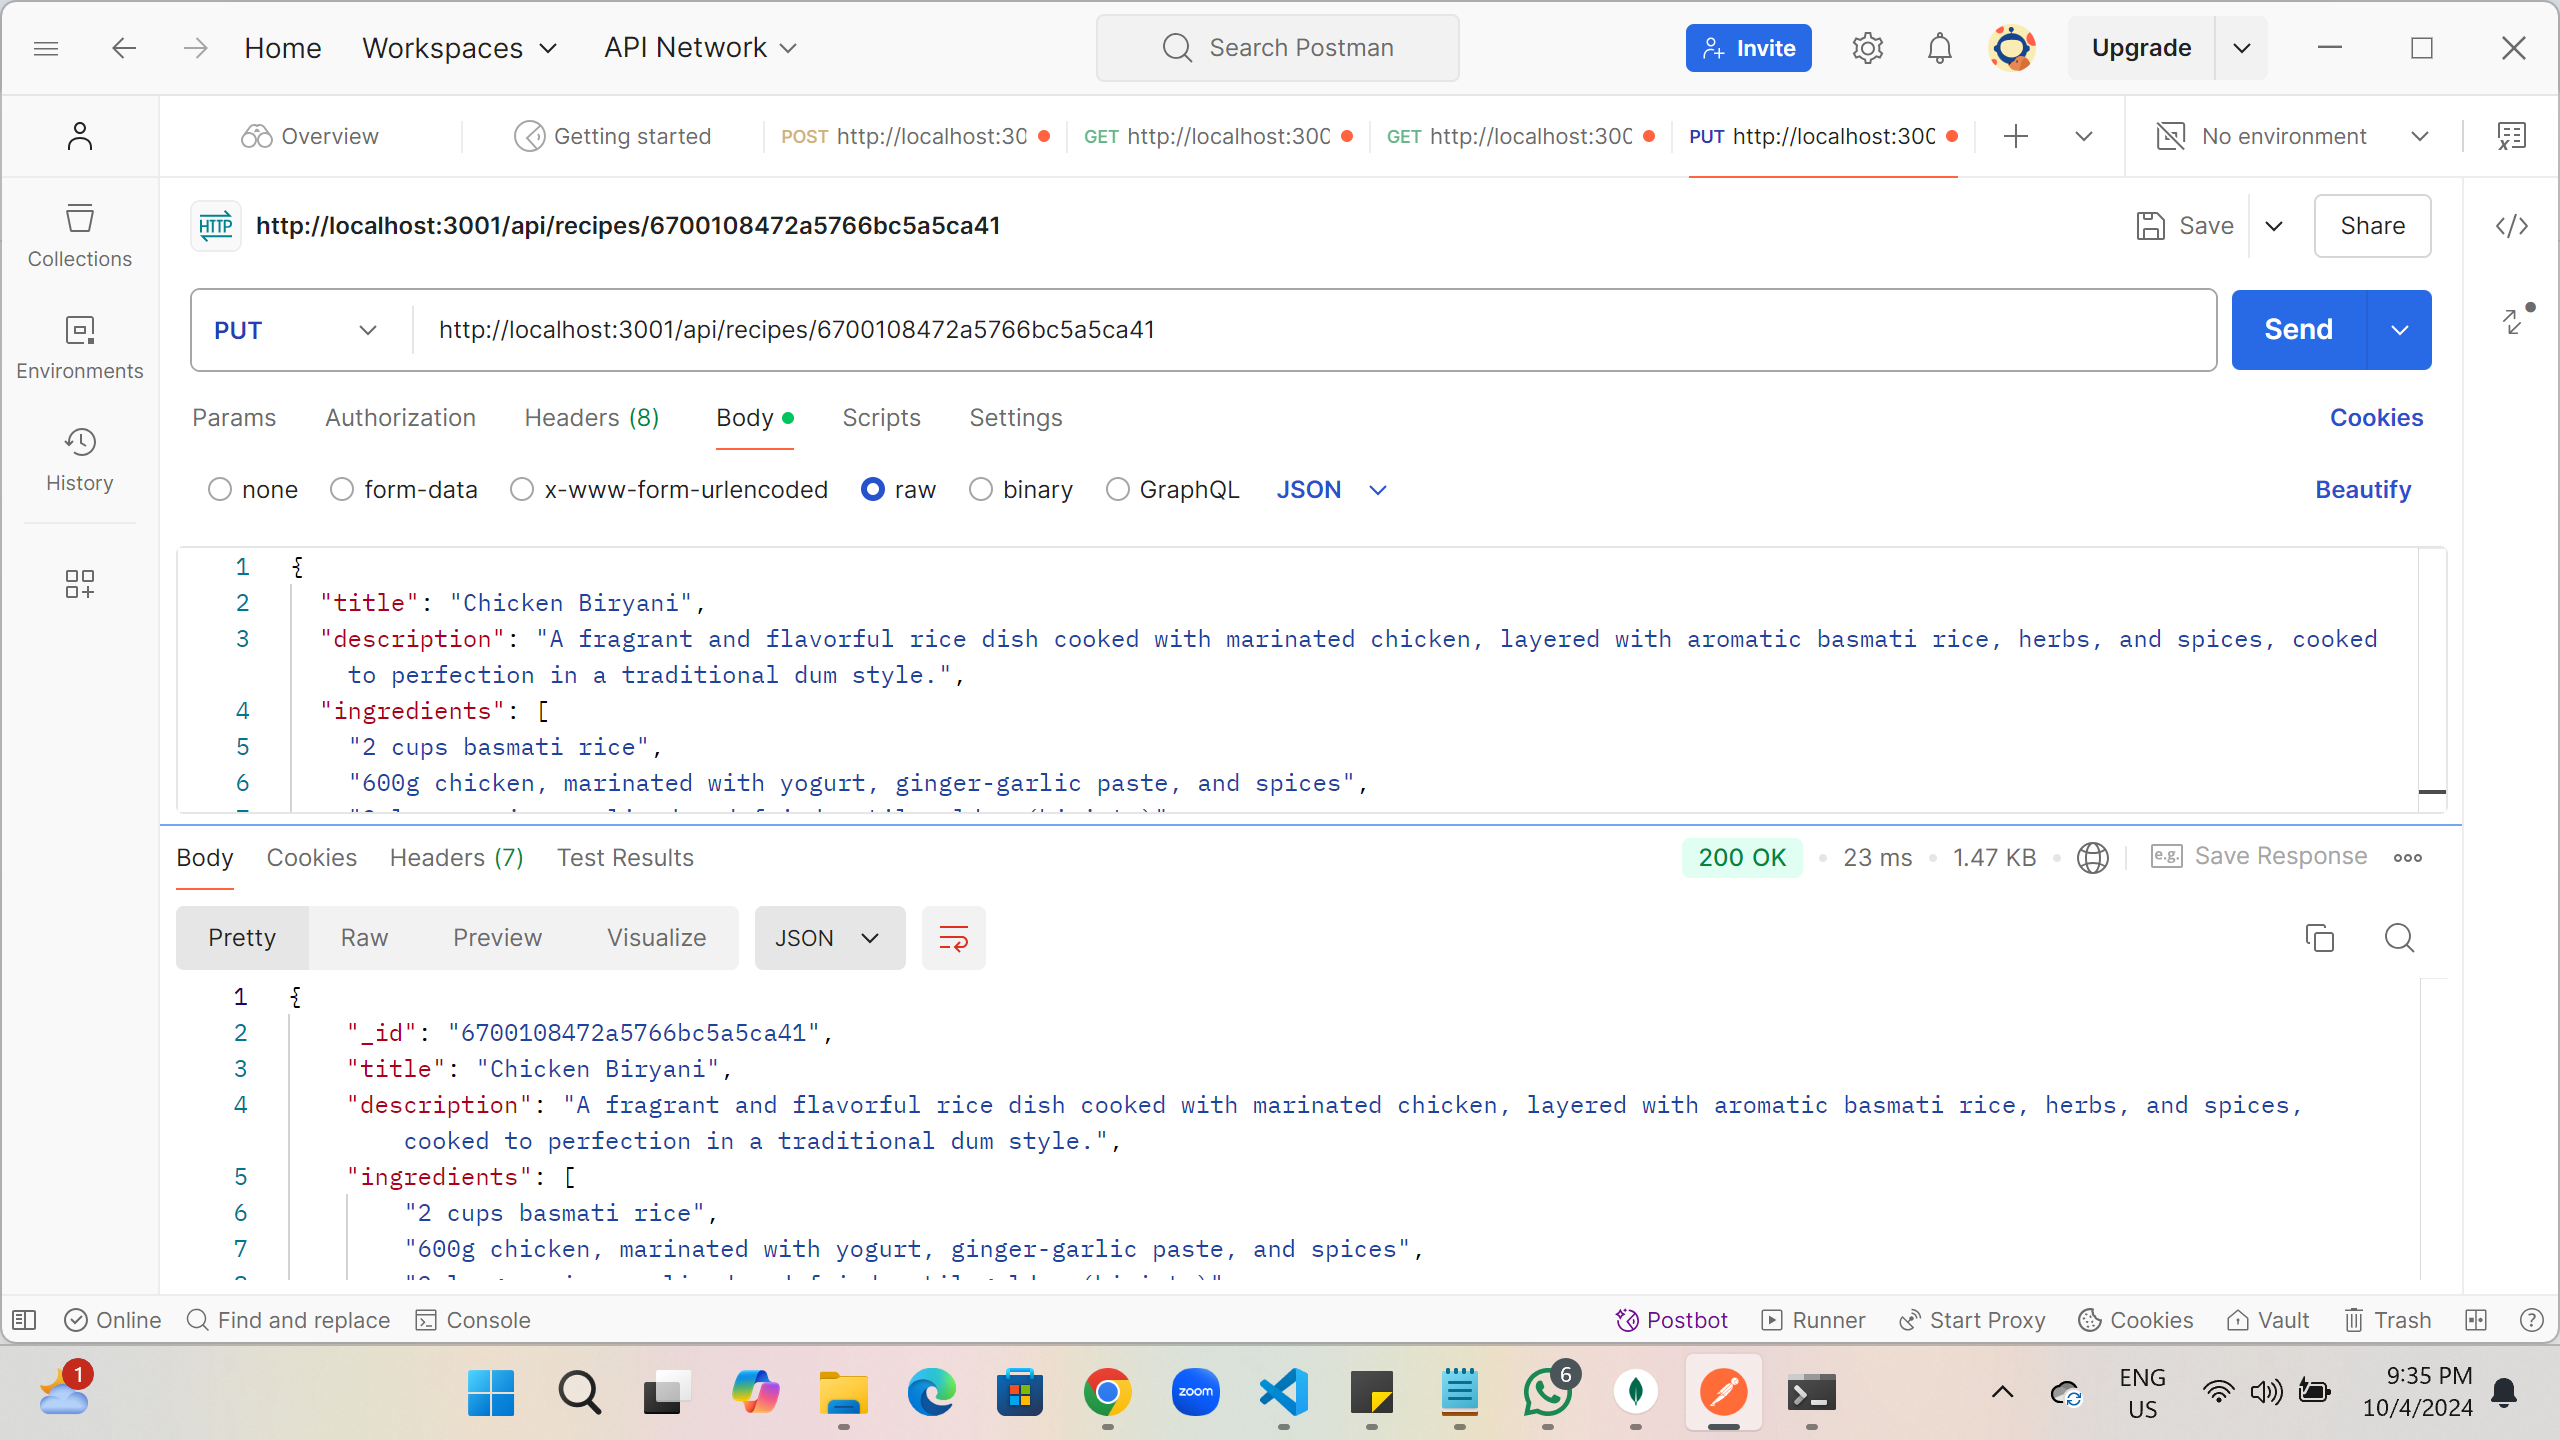 Home
Workspaces
API Network
Search Postman
Invite
Upgrade
Overview
Getting started
POST http://localhost:30
GET http://localhost:300
GET http://localhost:300
PUT http://localhost:300
No environment
Collections
Environments
History
HTTP http://localhost:3001/api/recipes/6700108472a5766bc5a5ca41
Save
Share
PUT
http://localhost:3001/api/recipes/6700108472a5766bc5a5ca41
Send
Params
Authorization
Headers (8)
Body
Scripts
Settings
Cookies
none
form-data
x-www-form-urlencoded
raw
binary
GraphQL
JSON
Beautify
1 {
2 "title": "Chicken Biryani",
3 "description": "A fragrant and flavorful rice dish cooked with marinated chicken, layered with aromatic basmati rice, herbs, and spices, cooked
to perfection in a traditional dum style.",
4 "ingredients": [
5 "2 cups basmati rice",
6 "600g chicken, marinated with yogurt, ginger-garlic paste, and spices",
Body
Cookies
Headers (7)
Test Results
200 OK
23 ms
1.47 KB
e.g. Save Response
Pretty
Raw
Preview
Visualize
JSON
1 {
2 "_id": "6700108472a5766bc5a5ca41",
3 "title": "Chicken Biryani",
4 "description": "A fragrant and flavorful rice dish cooked with marinated chicken, layered with aromatic basmati rice, herbs, and spices,
cooked to perfection in a traditional dum style.",
5 "ingredients": [
6 "2 cups basmati rice",
7 "600g chicken, marinated with yogurt, ginger-garlic paste, and spices",
Online
Find and replace
Console
Postbot
Runner
Start Proxy
Cookies
Vault
Trash
1
zoom
6
ENG
US
9:35 PM
10/4/2024